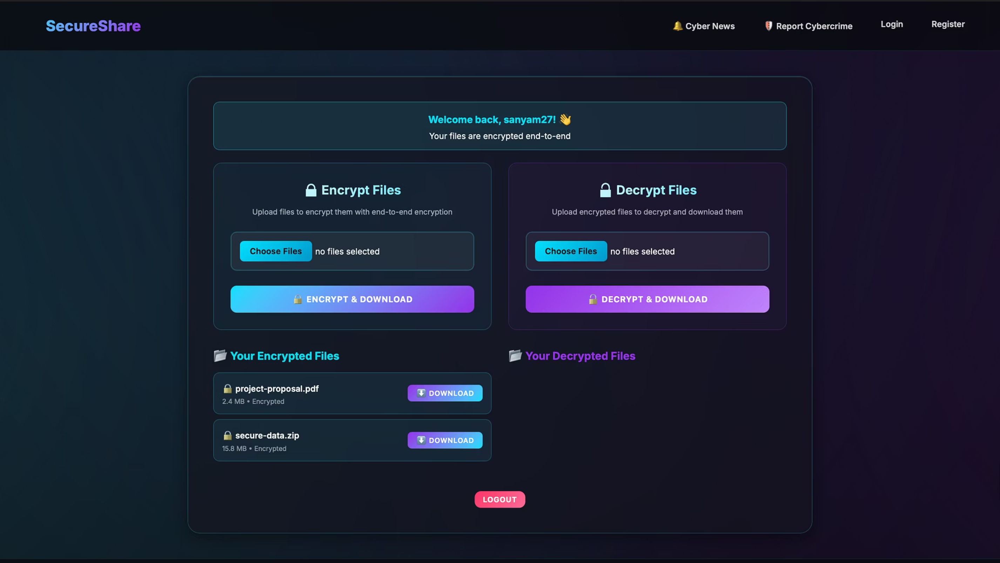 SecureShare
🔔 Cyber News
🛡️ Report Cybercrime
Login
Register
Welcome back, sanyam27! 👋
Your files are encrypted end-to-end
🔒 Encrypt Files
Upload files to encrypt them with end-to-end encryption
Choose Files no files selected
🔒 ENCRYPT & DOWNLOAD
🔓 Decrypt Files
Upload encrypted files to decrypt and download them
Choose Files no files selected
🔓 DECRYPT & DOWNLOAD
📂 Your Encrypted Files
🔒 project-proposal.pdf
2.4 MB • Encrypted
⬇️ DOWNLOAD
🔒 secure-data.zip
15.8 MB • Encrypted
⬇️ DOWNLOAD
📂 Your Decrypted Files
LOGOUT